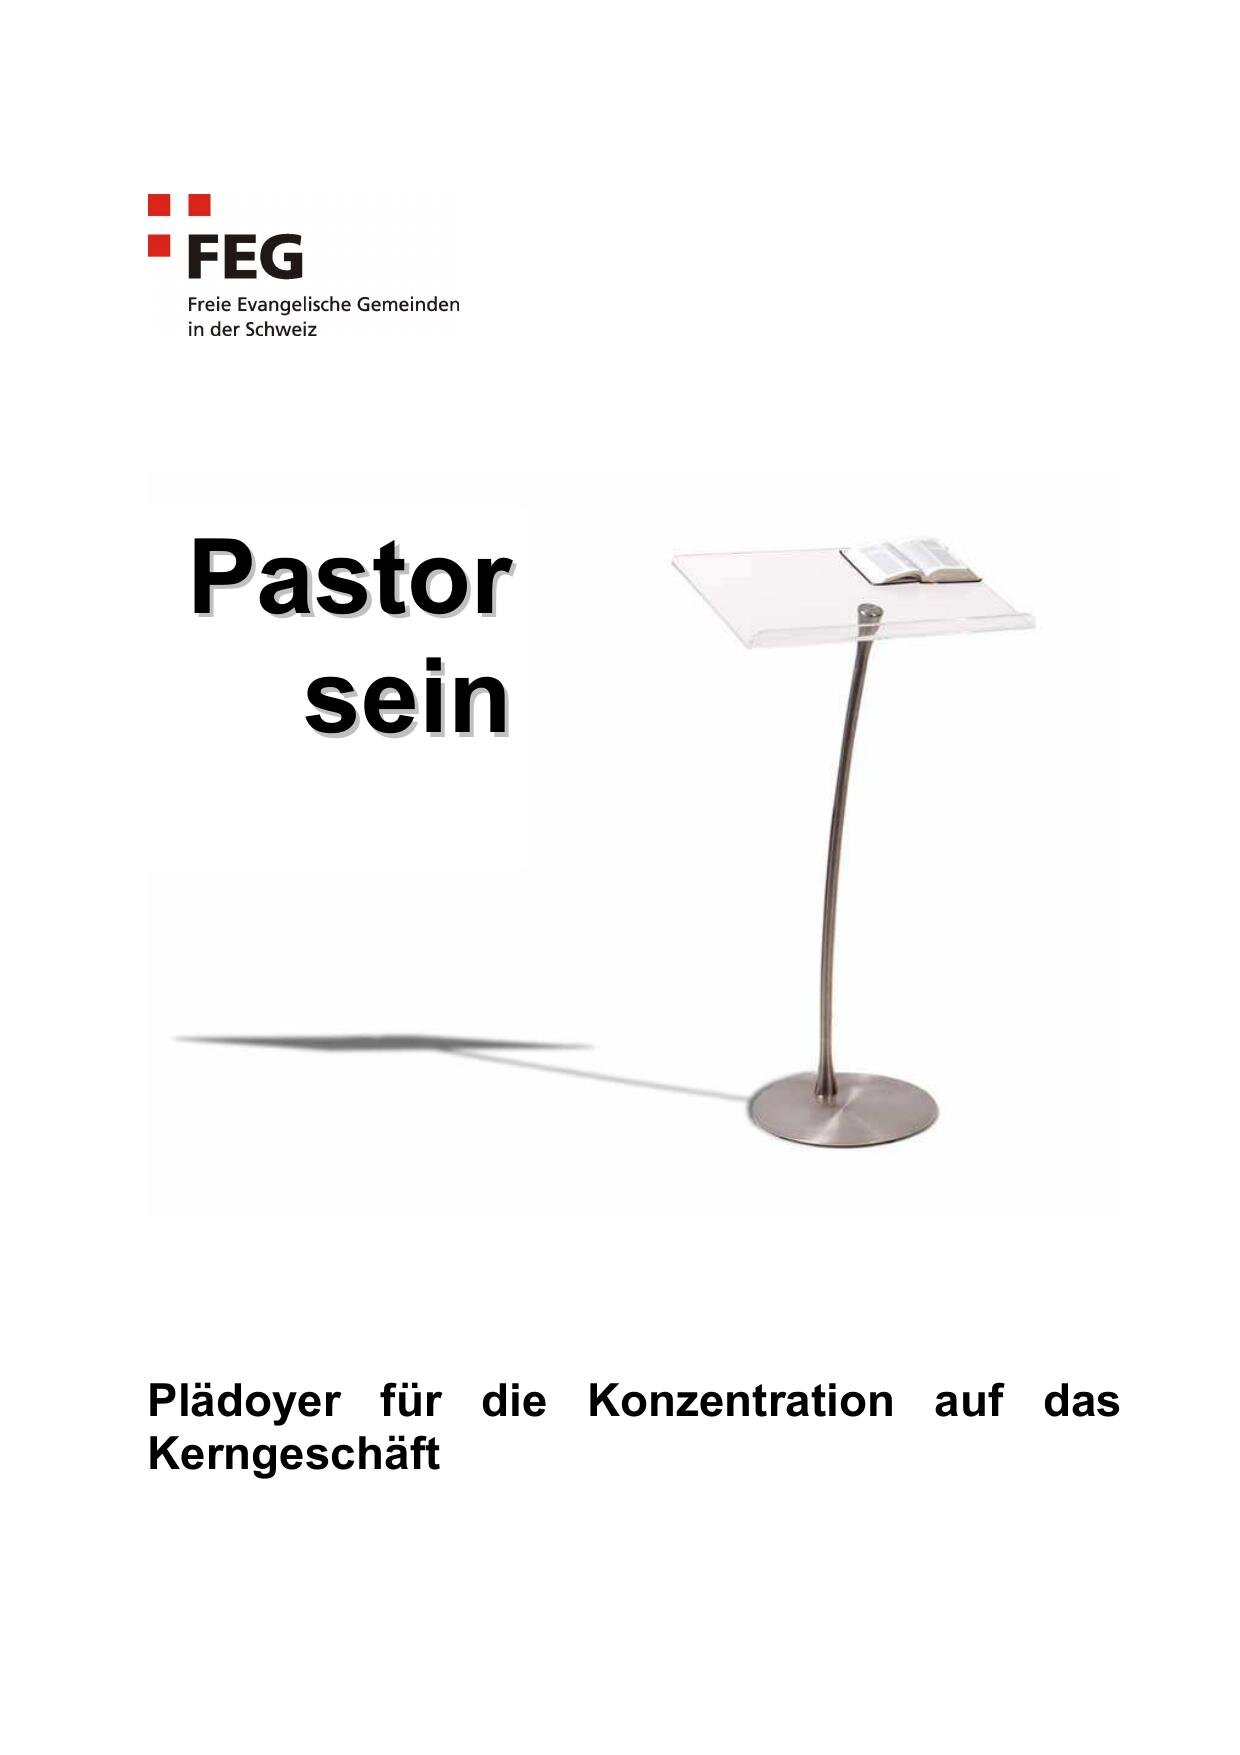 FEG
Freie Evangelische Gemeinden
in der Schweiz
Pastor
sein
Plädoyer für die Konzentration auf das
Kerngeschäft